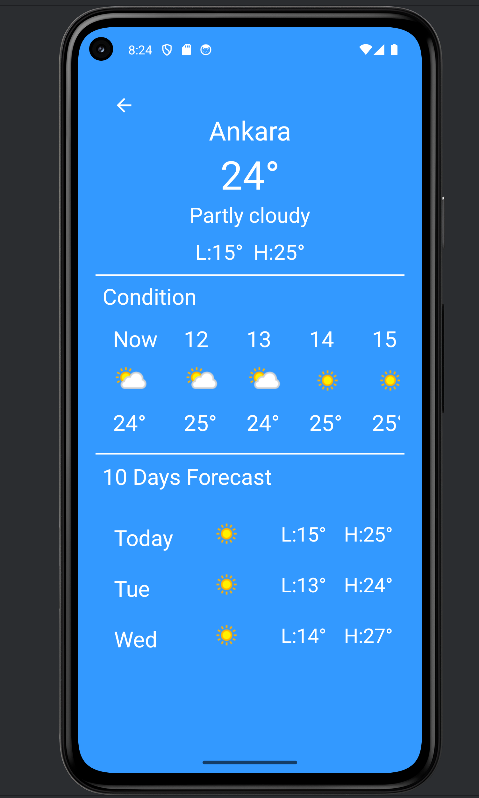 8:24
Ankara
24°
Partly cloudy
L:15° H:25°
Condition
Now 12 13 14 15
24° 25° 24° 25° 25°
10 Days Forecast
Today L:15° H:25°
Tue L:13° H:24°
Wed L:14° H:27°